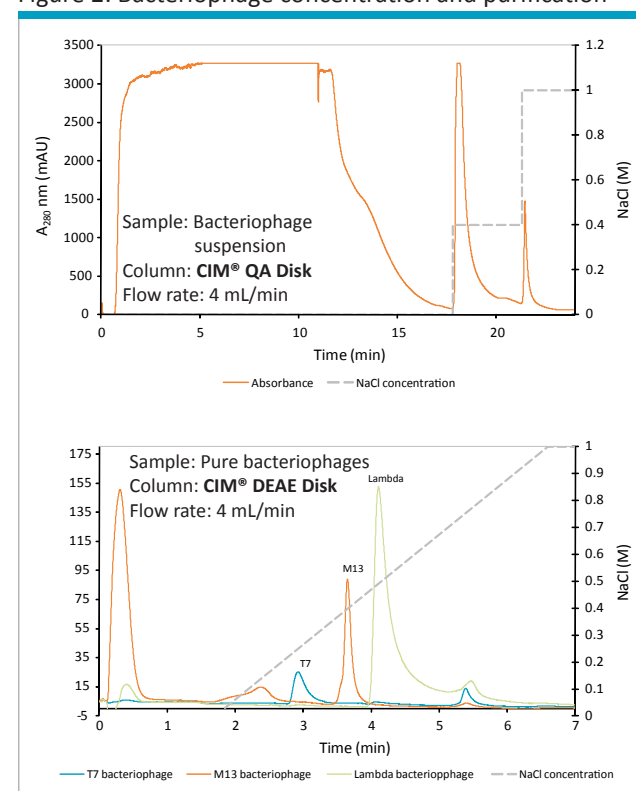 Figure 2: Bacteriophage concentration and purification
3500
3000
2500
2000
1500
1000
500
0
A280 nm (mAU)
1.2
1
0.8
0.6
0.4
0.2
0
NaCl (M)
Sample: Bacteriophage
suspension
Column: CIM® QA Disk
Flow rate: 4 mL/min
0 5 10 15 20
Time (min)
Absorbance NaCl concentration
175
155
135
115
95
75
55
35
15
-5
Sample: Pure bacteriophages
Column: CIM® DEAE Disk
Flow rate: 4 mL/min
Lambda
M13
T7
1
0.9
0.8
0.7
0.6
0.5
0.4
0.3
0.2
0.1
0
NaCl (M)
0 1 2 3 4 5 6 7
Time (min)
T7 bacteriophage M13 bacteriophage Lambda bacteriopphage NaCl concentration